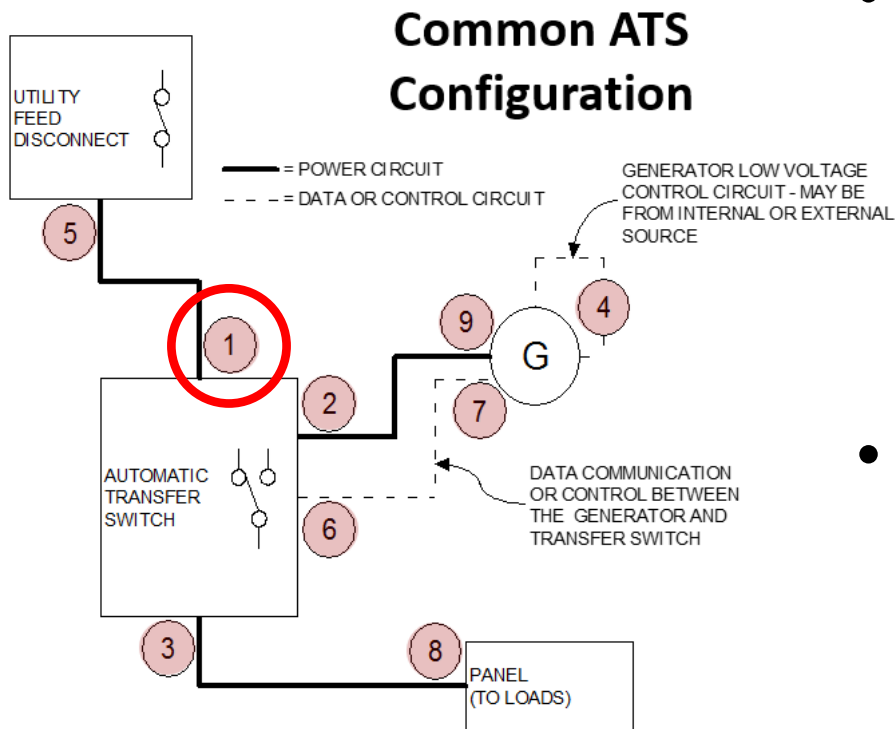 Common ATS
Configuration
UTILITY
FEED
DISCONNECT
= POWER CIRCUIT
= DATA OR CONTROL CIRCUIT
GENERATOR LOW VOLTAGE
CONTROL CIRCUIT - MAY BE
FROM INTERNAL OR EXTERNAL
SOURCE
5
1
9
4
G
2
7
AUTOMATIC
TRANSFER
SWITCH
6
DATA COMMUNICATION
OR CONTROL BETWEEN
THE GENERATOR AND
TRANSFER SWITCH
3
8
PANEL
(TO LOADS)